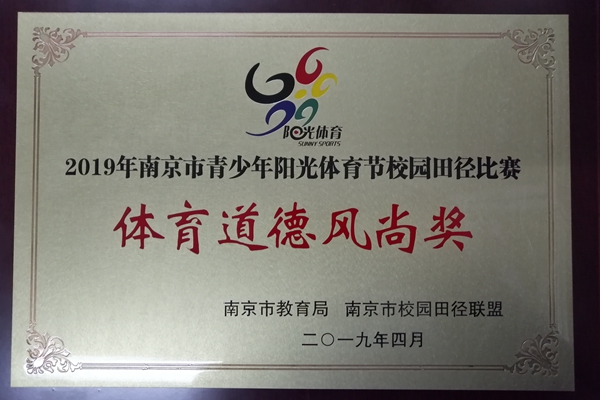 阳光体育
SUNNY SPORTS
2019年南京市青少年阳光体育节校园田径比赛
体育道德风尚奖
南京市教育局 南京市校园田径联盟
二〇一九年四月